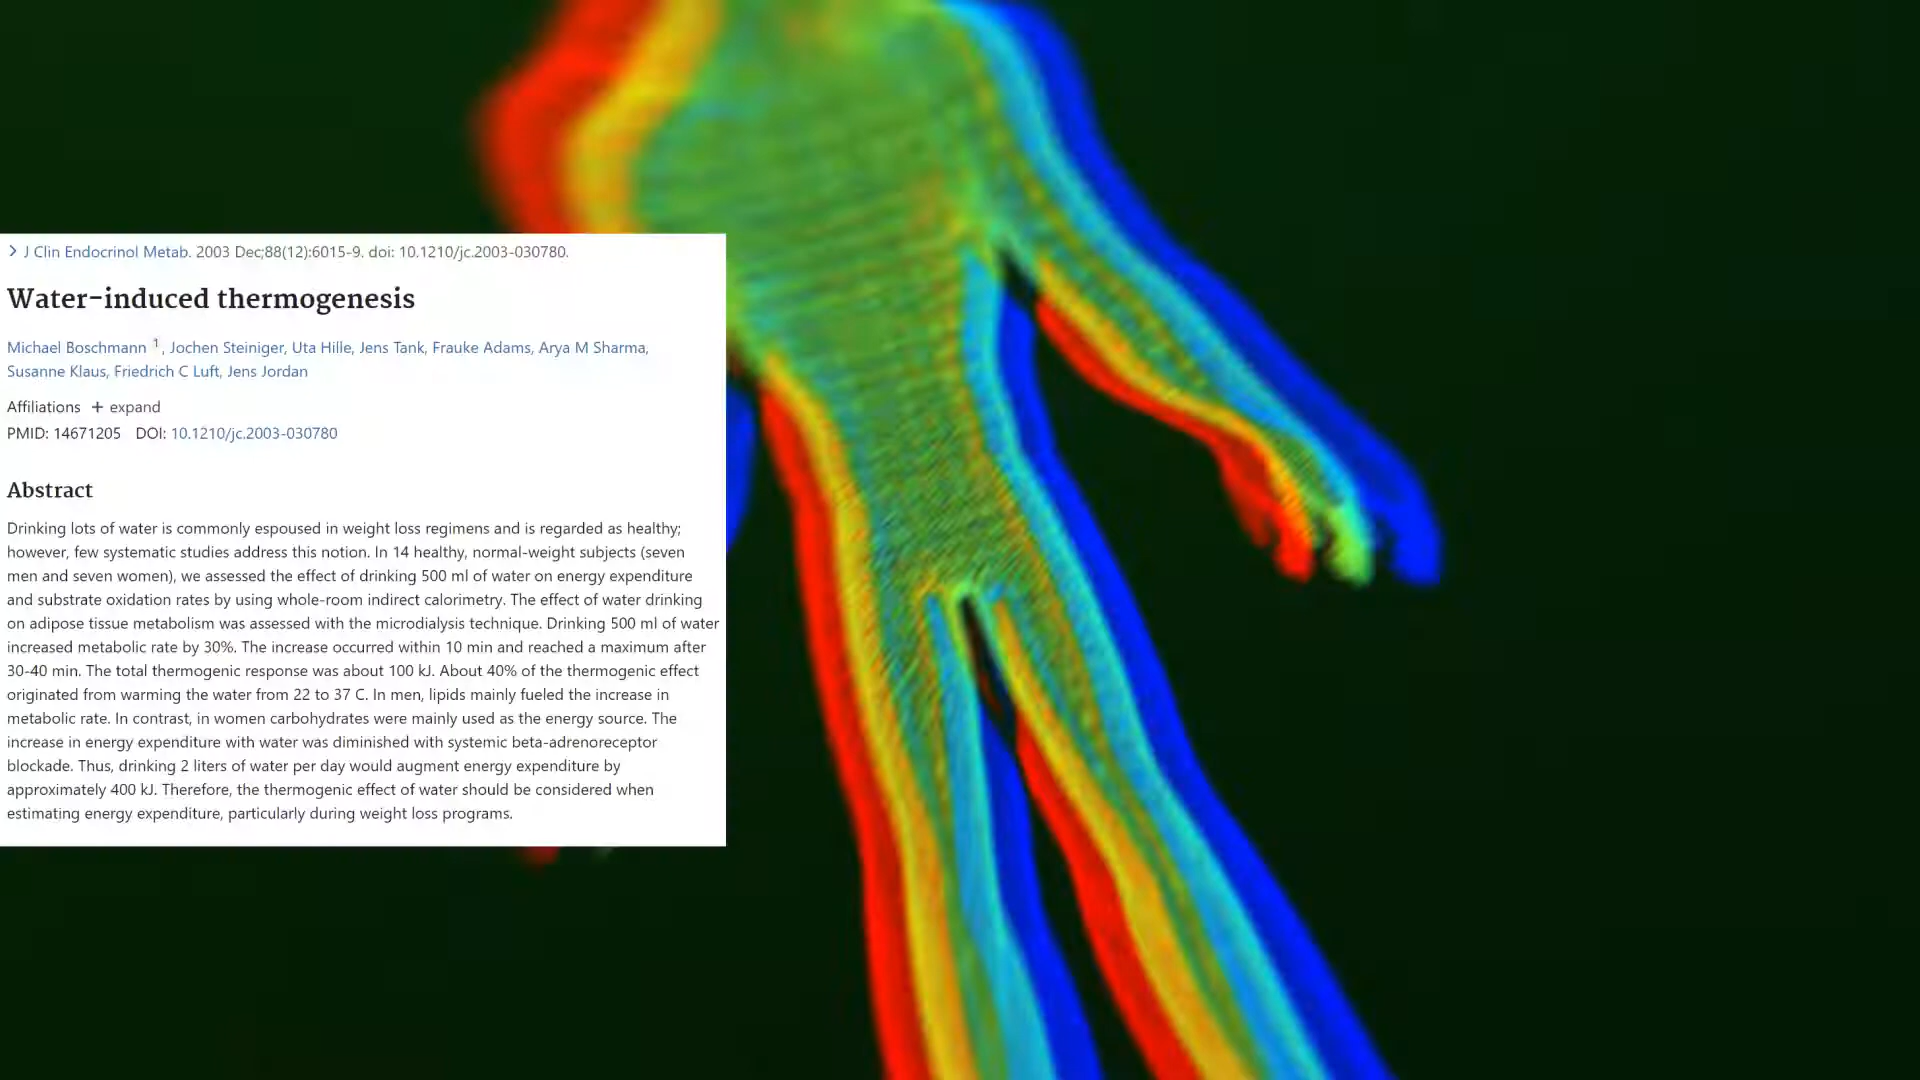 > J Clin Endocrinol Metab. 2003 Dec;88(12):6015-9. doi: 10.1210/jc.2003-030780.
Water-induced thermogenesis
Michael Boschmann 1, Jochen Steiniger, Uta Hille, Jens Tank, Frauke Adams, Arya M Sharma,
Susanne Klaus, Friedrich C Luft, Jens Jordan
Affiliations + expand
PMID: 14671205 DOI: 10.1210/jc.2003-030780
Abstract
Drinking lots of water is commonly espoused in weight loss regimens and is regarded as healthy;
however, few systematic studies address this notion. In 14 healthy, normal-weight subjects (seven
men and seven women), we assessed the effect of drinking 500 ml of water on energy expenditure
and substrate oxidation rates by using whole-room indirect calorimetry. The effect of water drinking
on adipose tissue metabolism was assessed with the microdialysis technique. Drinking 500 ml of water
increased metabolic rate by 30%. The increase occurred within 10 min and reached a maximum after
30-40 min. The total thermogenic response was about 100 kJ. About 40% of the thermogenic effect
originated from warming the water from 22 to 37 C. In men, lipids mainly fueled the increase in
metabolic rate. In contrast, in women carbohydrates were mainly used as the energy source. The
increase in energy expenditure with water was diminished with systemic beta-adrenoreceptor
blockade. Thus, drinking 2 liters of water per day would augment energy expenditure by
approximately 400 kJ. Therefore, the thermogenic effect of water should be considered when
estimating energy expenditure, particularly during weight loss programs.